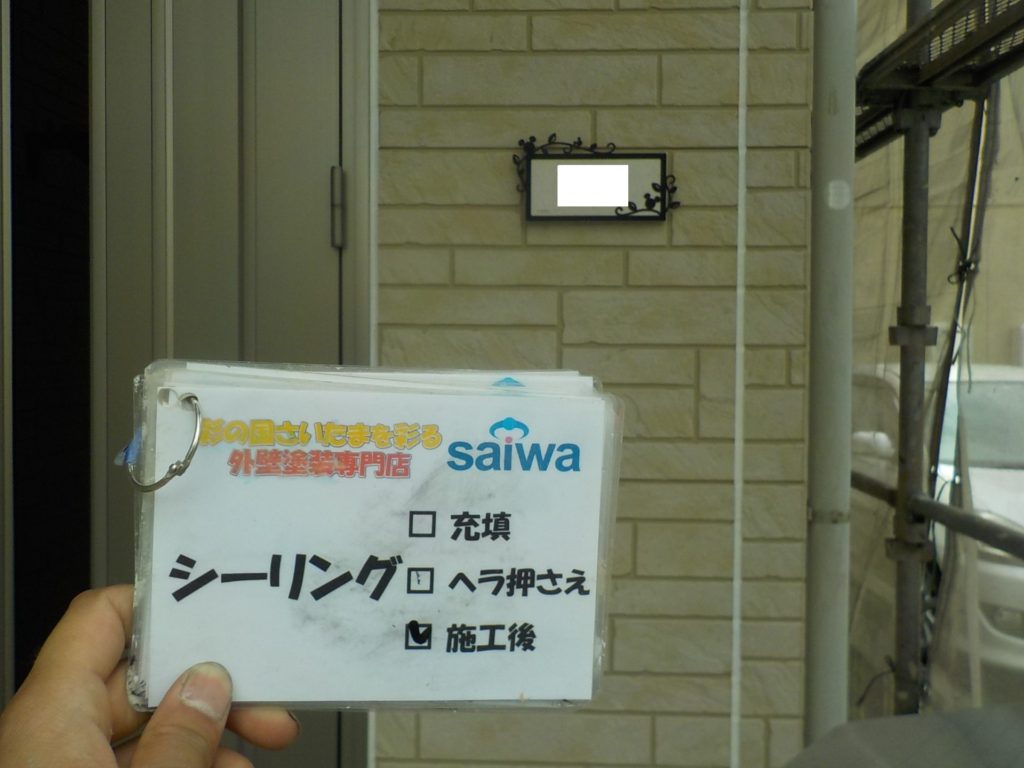 彩の国さいたまを彩る
外壁塗装専門店
saiwa
シーリング
充填
ヘラ押さえ
施工後